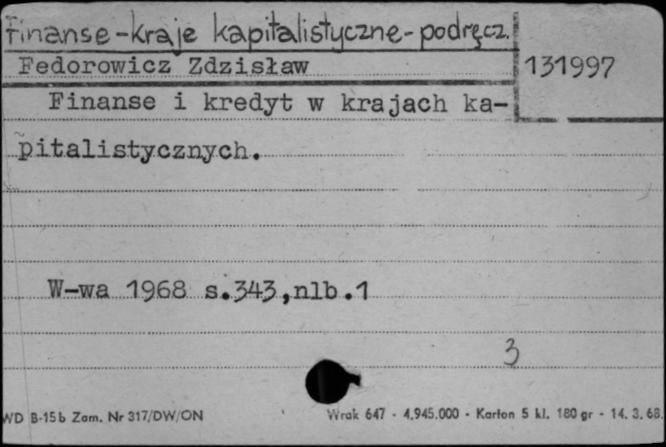 Finanse-kraje kapitalistyczne-podręcz.
Fedorowicz Zdzisław
131997
Finanse i kredyt w krajach ka-
pitalistycznych.
W-wa 1968 s.343,nlb.1
3
WD B-15b Zam. Nr 317/DW/ON
Wrak 647 - 4.945.000 - Karton 5 kl. 180 gr - 14. 3. 68.